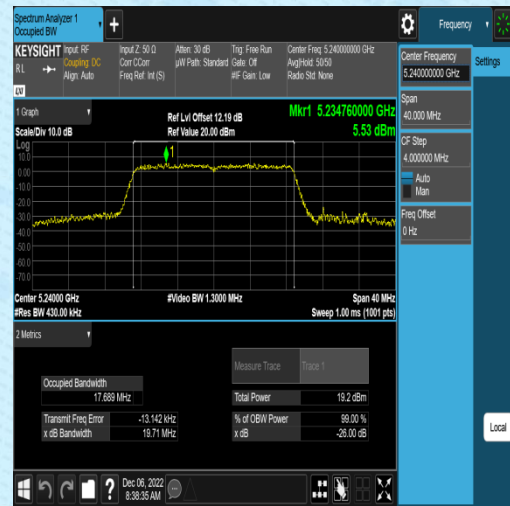 Spectrum Analyzer 1
Occupied BW
Frequency
KEYSIGHT
RL
Input: RF
Coupling: DC
Align: Auto
Input Z: 50 Ω
Corr CCorr
Freq Ref: Int (S)
Atten: 30 dB
µW Path: Standard
Trig: Free Run
Gate: Off
#IF Gain: Low
Center Freq: 5.240000000 GHz
Avg|Hold: 50/50
Radio Std: None
LXI
1 Graph
Scale/Div 10.0 dB
Ref Lvl Offset 12.19 dB
Ref Value 20.00 dBm
Mkr1 5.234760000 GHz
5.53 dBm
Log
10.0
0.00
-10.0
-20.0
-30.0
-40.0
-50.0
-60.0
-70.0
1
Center 5.24000 GHz
#Res BW 430.00 kHz
#Video BW 1.3000 MHz
Span 40 MHz
Sweep 1.00 ms (1001 pts)
2 Metrics
Measure Trace
Trace 1
Occupied Bandwidth
17.689 MHz
Total Power
19.2 dBm
Transmit Freq Error
-13.142 kHz
% of OBW Power
99.00 %
x dB Bandwidth
19.71 MHz
x dB
-26.00 dB
Dec 06, 2022
8:38:35 AM
Center Frequency
5.240000000 GHz
Span
40.000 MHz
CF Step
4.000000 MHz
Auto
Man
Freq Offset
0 Hz
Settings
Local